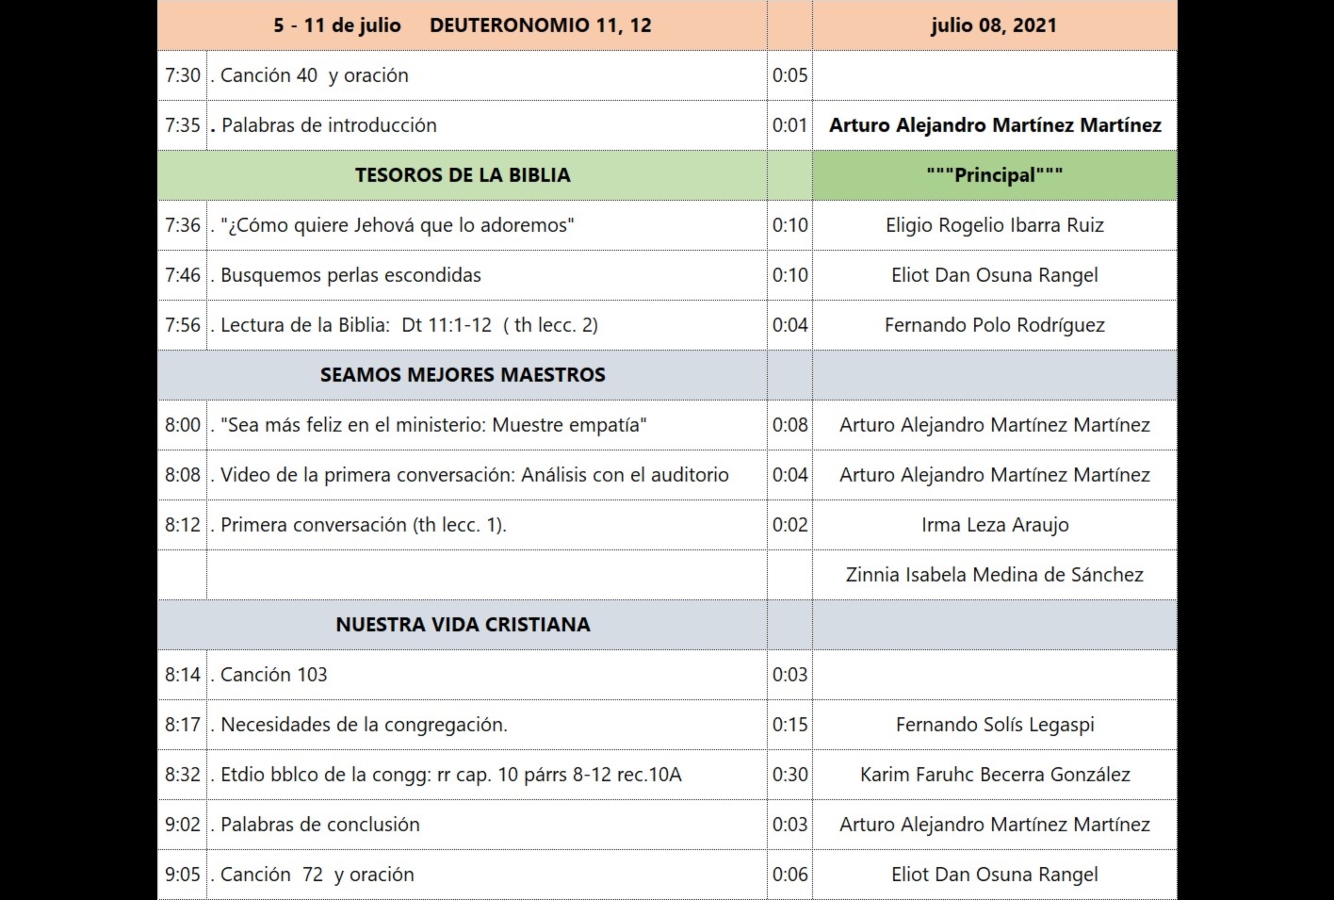 5 - 11 de julio DEUTERONOMIO 11, 12 julio 08, 2021
7:30 . Canción 40 y oración 0:05
7:35 . Palabras de introducción 0:01 Arturo Alejandro Martínez Martínez
TESOROS DE LA BIBLIA """Principal"""
7:36 . "¿Cómo quiere Jehová que lo adoremos" 0:10 Eligio Rogelio Ibarra Ruiz
7:46 . Busquemos perlas escondidas 0:10 Eliot Dan Osuna Rangel
7:56 . Lectura de la Biblia: Dt 11:1-12 ( th lecc. 2) 0:04 Fernando Polo Rodríguez
SEAMOS MEJORES MAESTROS
8:00 . "Sea más feliz en el ministerio: Muestre empatía" 0:08 Arturo Alejandro Martínez Martínez
8:08 . Video de la primera conversación: Análisis con el auditorio 0:04 Arturo Alejandro Martínez Martínez
8:12 . Primera conversación (th lecc. 1). 0:02 Irma Leza Araujo
Zinnia Isabela Medina de Sánchez
NUESTRA VIDA CRISTIANA
8:14 . Canción 103 0:03
8:17 . Necesidades de la congregación. 0:15 Fernando Solís Legaspi
8:32 . Etdio bblco de la congg: rr cap. 10 párrs 8-12 rec.10A 0:30 Karim Faruhc Becerra González
9:02 . Palabras de conclusión 0:03 Arturo Alejandro Martínez Martínez
9:05 . Canción 72 y oración 0:06 Eliot Dan Osuna Rangel